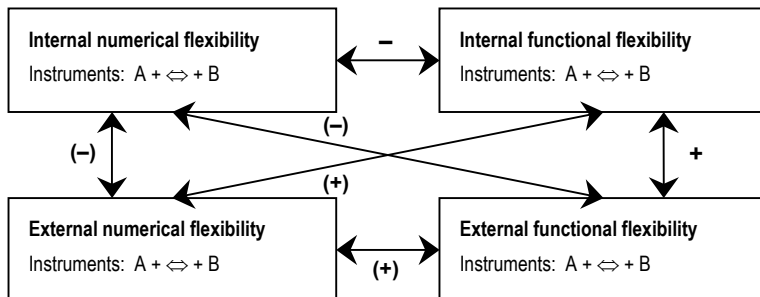 Internal numerical flexibility
Instruments: A + ⇔ + B
–
Internal functional flexibility
Instruments: A + ⇔ + B
(–)
(–)
(+)
+
External numerical flexibility
Instruments: A + ⇔ + B
(+)
External functional flexibility
Instruments: A + ⇔ + B